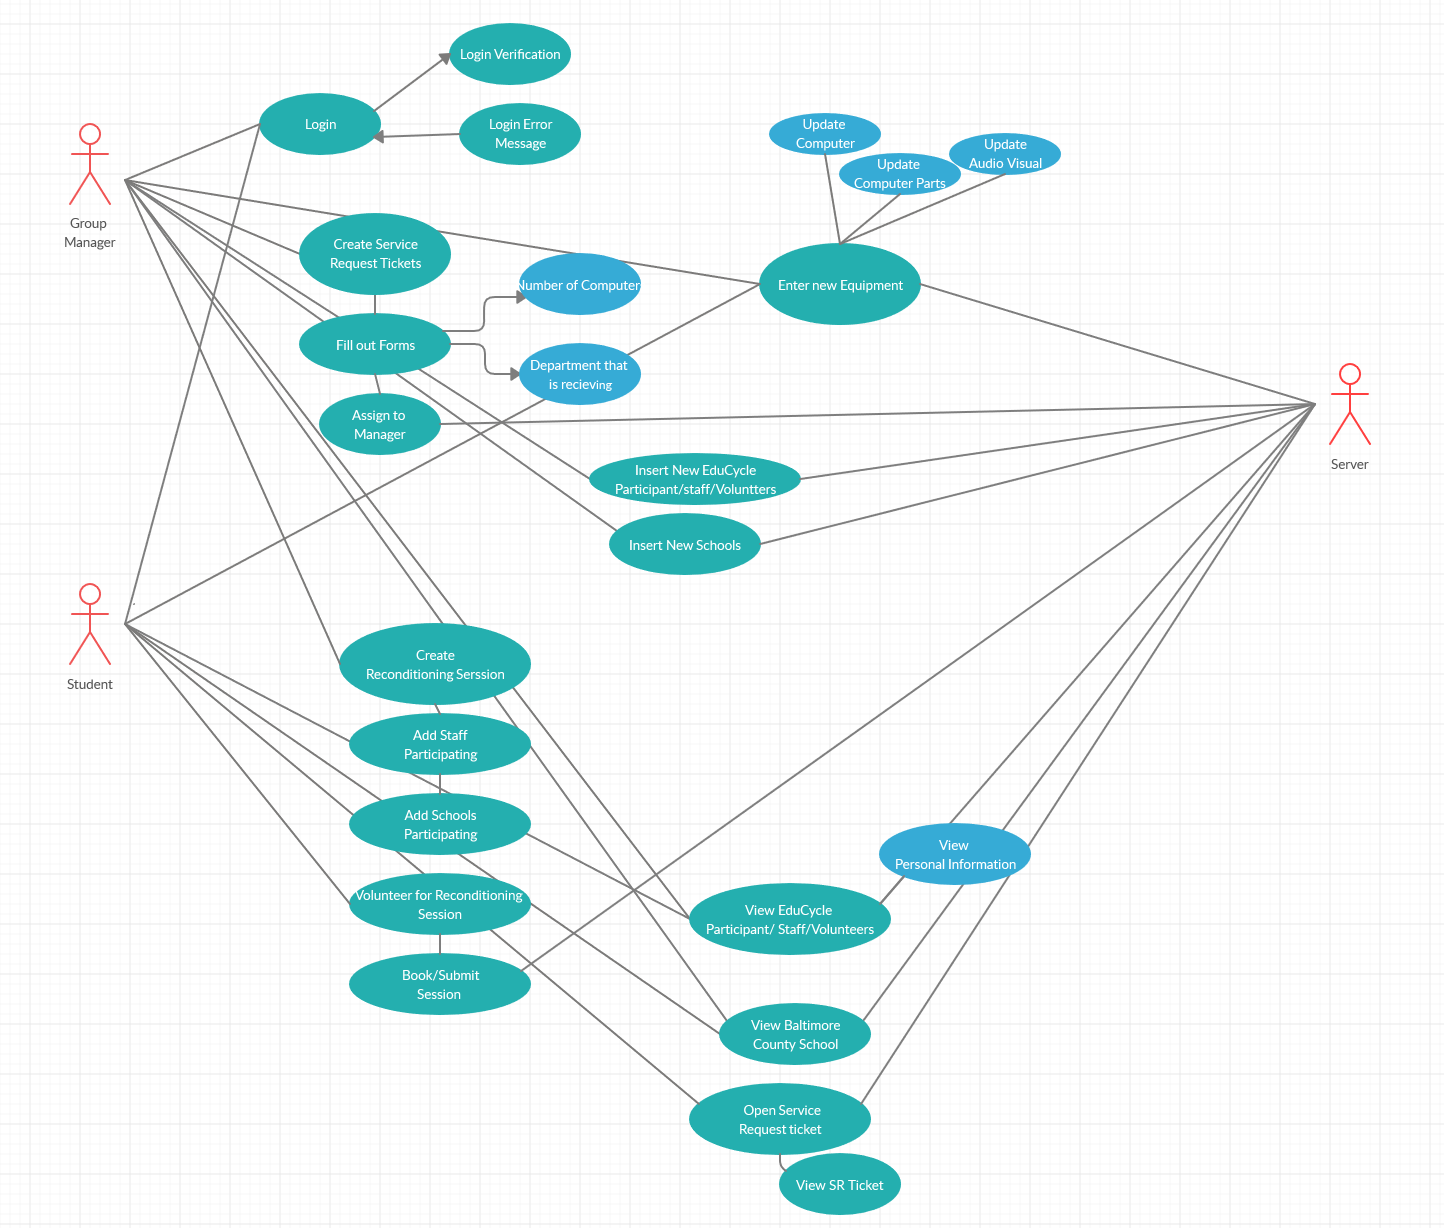 Login Verification
Login
Login Error
Message
Update
Computer
Update
Computer Parts
Update
Audio Visual
Group
Manager
Create Service
Request Tickets
Number of Computer
Enter new Equipment
Fill out Forms
Department that
is recieving
Assign to
Manager
Server
Insert New EduCycle
Participant/staff/Voluntters
Insert New Schools
Student
Create
Reconditioning Serssion
Add Staff
Participating
Add Schools
Participating
View
Personal Information
Volunteer for Reconditioning
Session
View EduCycle
Participant/ Staff/Volunteers
Book/Submit
Session
View Baltimore
County School
Open Service
Request ticket
View SR Ticket